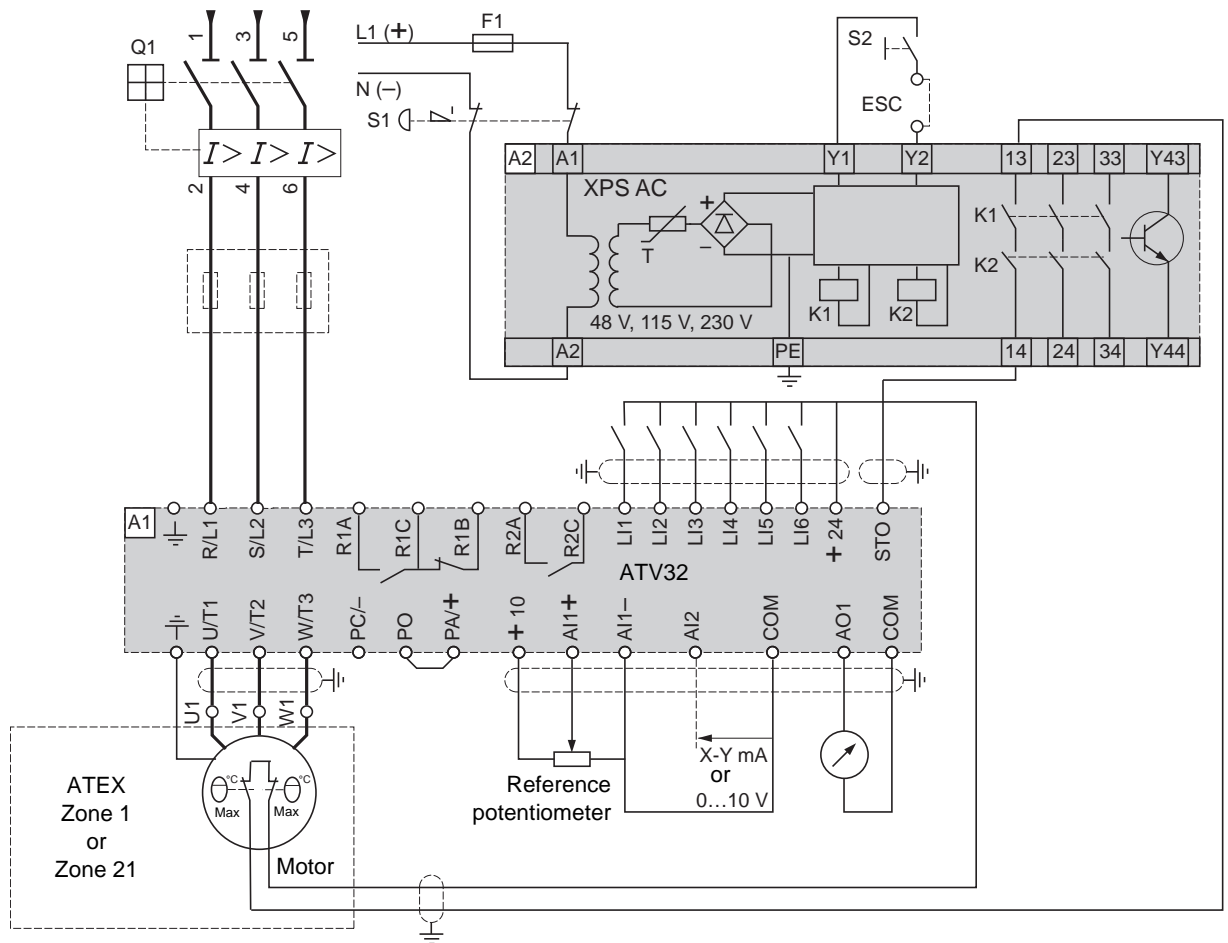 1
3
5
Q1
I>
I>
I>
2
4
6
L1 (+)
F1
N (–)
S1
S2
ESC
A2
A1
Y1
Y2
13
23
33
Y43
XPS AC
+
–
T
K1
K2
K1
K2
48 V, 115 V, 230 V
A2
PE
14
24
34
Y44
A1
R/L1
S/L2
T/L3
R1A
R1C
R1B
R2A
R2C
LI1
LI2
LI3
LI4
LI5
LI6
+ 24
STO
ATV32
U/T1
V/T2
W/T3
PC/–
PO
PA/+
+ 10
AI1+
AI1–
AI2
COM
AO1
COM
U1
V1
W1
ATEX
Zone 1
or
Zone 21
°C
°C
Max
Max
Motor
Reference
potentiometer
X-Y mA
or
0…10 V